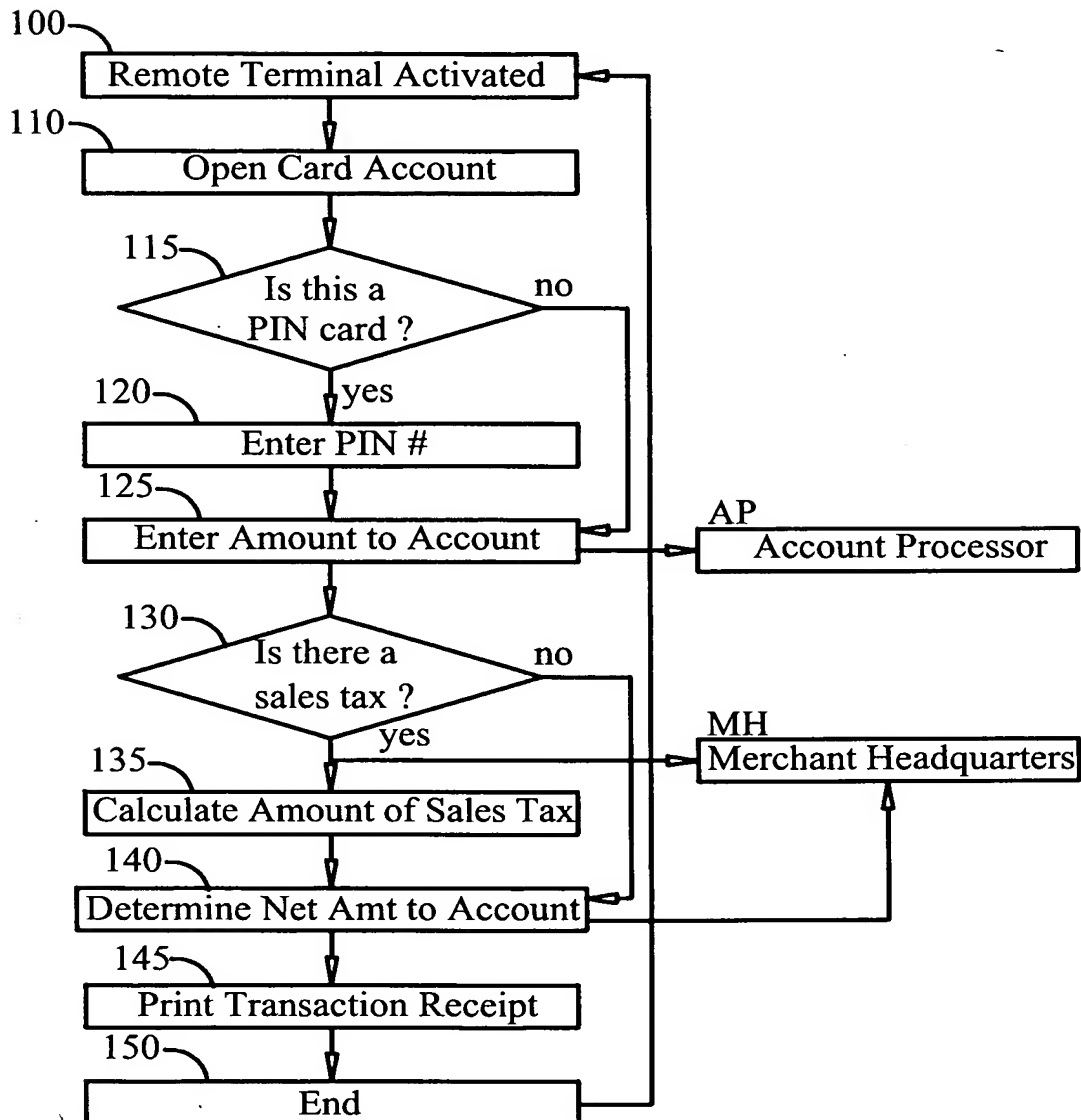 100
Remote Terminal Activated
110
Open Card Account
115
Is this a
PIN card ?
no
yes
120
Enter PIN #
125
Enter Amount to Account
AP
Account Processor
130
Is there a
sales tax ?
no
yes
MH
Merchant Headquarters
135
Calculate Amount of Sales Tax
140
Determine Net Amt to Account
145
Print Transaction Receipt
150
End